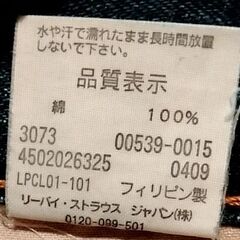 水や汗で濡れたまま長時間放置
しないで下さい。
品質表示
綿 100%
3073 00539-0015
4502026325 0409
LPCL01-101 フィリピン製
リーバイ・ストラウス ジャパン(株)
0120-099-501